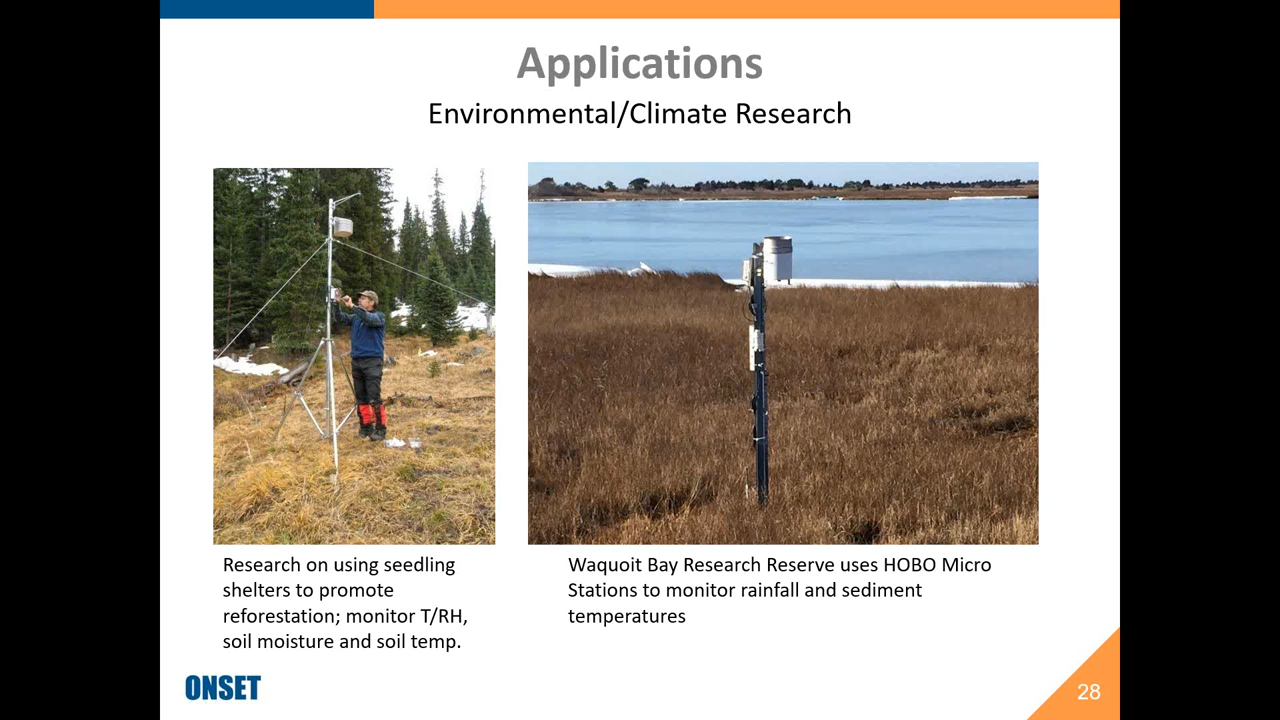 Applications
Environmental/Climate Research
Research on using seedling
shelters to promote
reforestation; monitor T/RH,
soil moisture and soil temp.
Waquoit Bay Research Reserve uses HOBO Micro
Stations to monitor rainfall and sediment
temperatures
ONSET
28